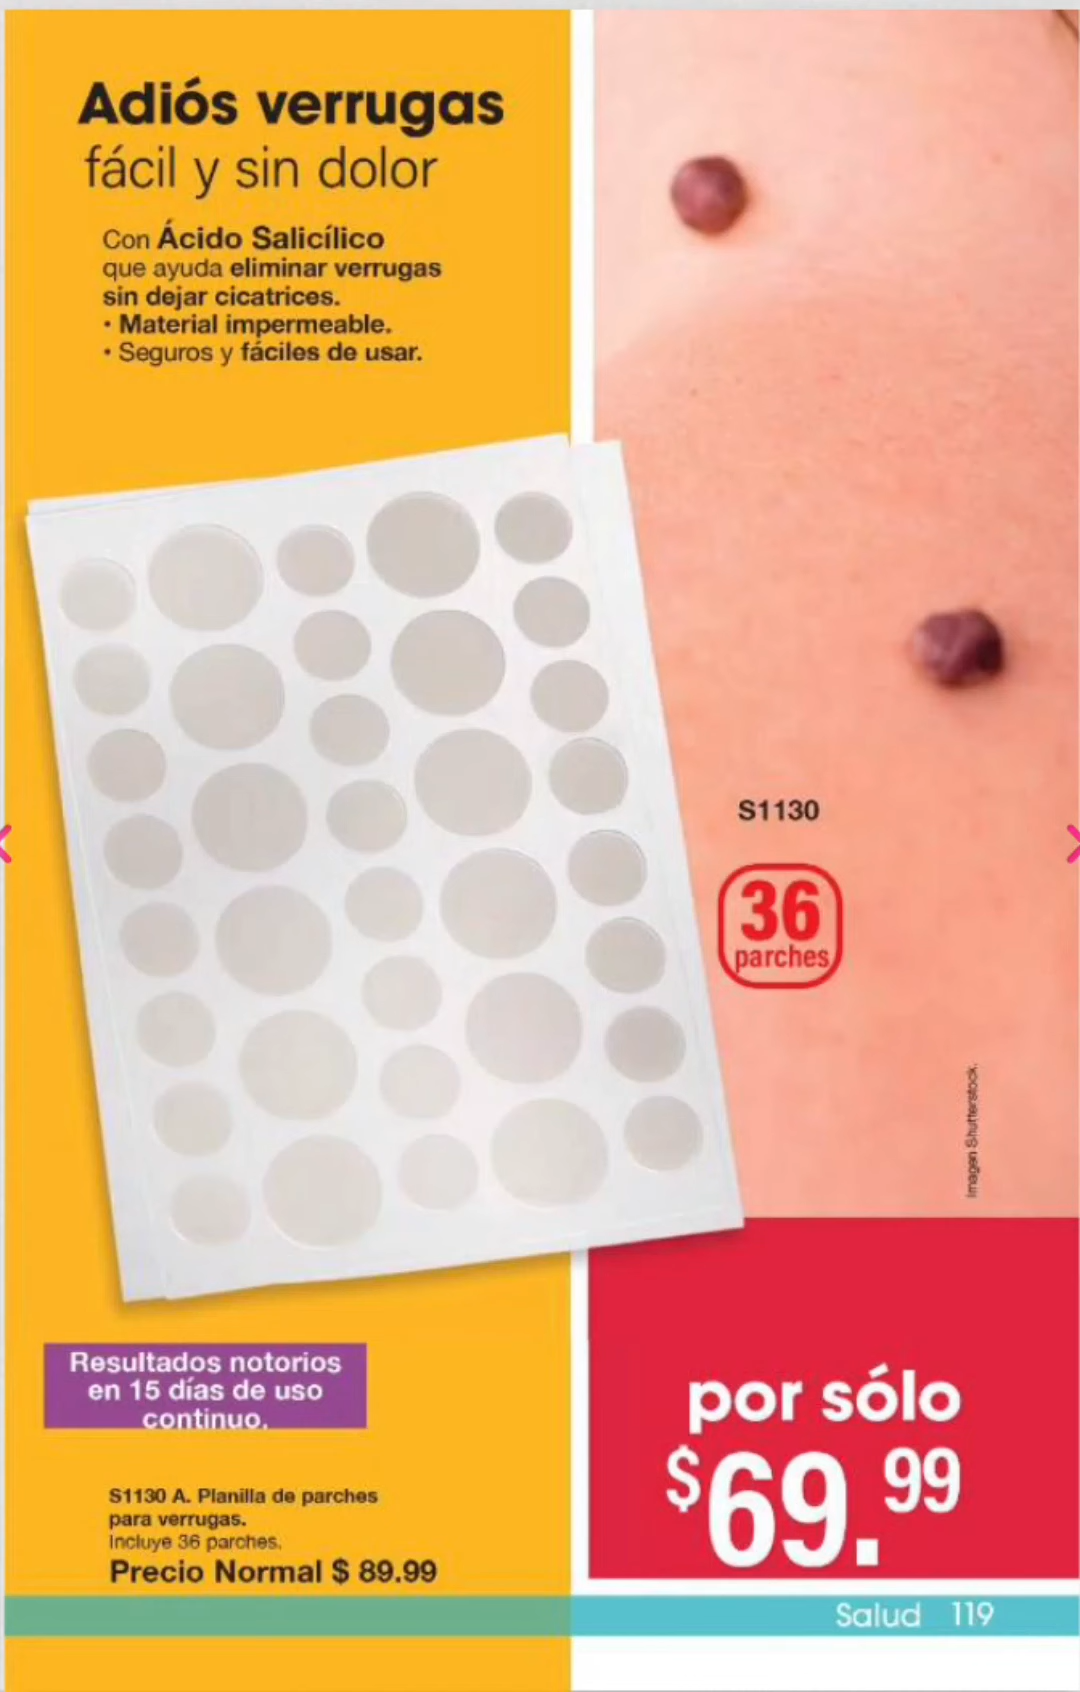 Adiós verrugas
fácil y sin dolor
Con Ácido Salicílico
que ayuda eliminar verrugas
sin dejar cicatrices.
• Material impermeable.
• Seguros y fáciles de usar.
S1130
36
parches
Imagen Shutterstock.
Resultados notorios
en 15 días de uso
continuo.
por sólo
$69.99
S1130 A. Planilla de parches
para verrugas.
Incluye 36 parches.
Precio Normal $ 89.99
Salud 119